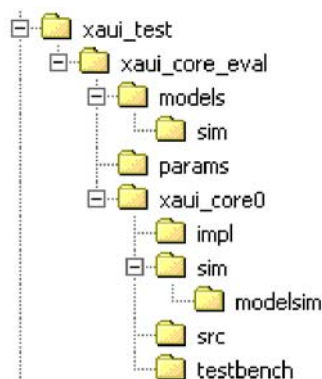 xaui_test
xaui_core_eval
models
sim
params
xaui_core0
impl
sim
modelsim
src
testbench